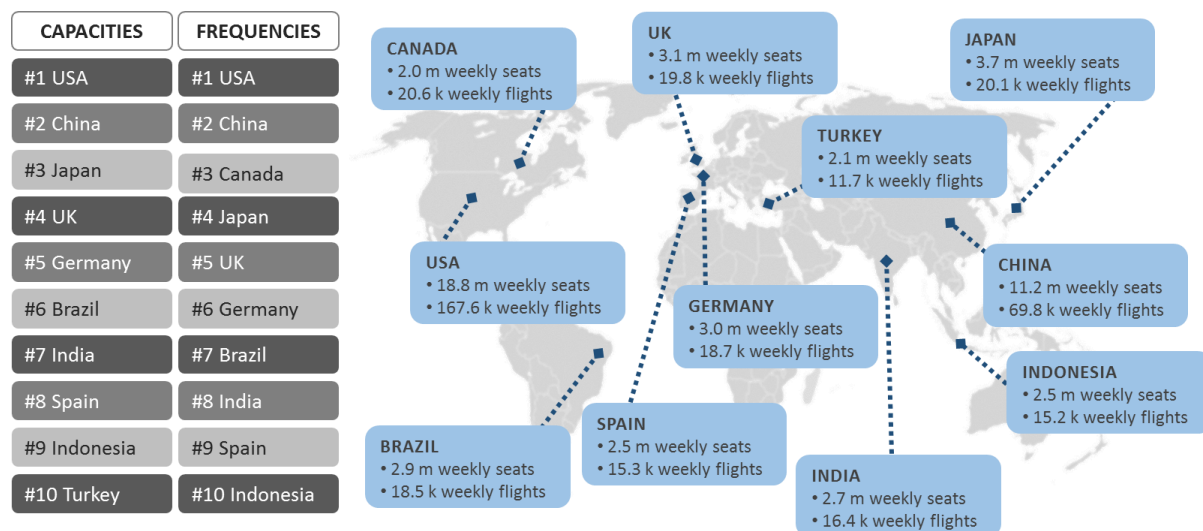 CAPACITIES
#1 USA
#2 China
#3 Japan
#4 UK
#5 Germany
#6 Brazil
#7 India
#8 Spain
#9 Indonesia
#10 Turkey
FREQUENCIES
#1 USA
#2 China
#3 Canada
#4 Japan
#5 UK
#6 Germany
#7 Brazil
#8 India
#9 Spain
#10 Indonesia
CANADA
• 2.0 m weekly seats
• 20.6 k weekly flights
UK
• 3.1 m weekly seats
• 19.8 k weekly flights
JAPAN
• 3.7 m weekly seats
• 20.1 k weekly flights
TURKEY
• 2.1 m weekly seats
• 11.7 k weekly flights
USA
• 18.8 m weekly seats
• 167.6 k weekly flights
GERMANY
• 3.0 m weekly seats
• 18.7 k weekly flights
CHINA
• 11.2 m weekly seats
• 69.8 k weekly flights
INDONESIA
• 2.5 m weekly seats
• 15.2 k weekly flights
BRAZIL
• 2.9 m weekly seats
• 18.5 k weekly flights
SPAIN
• 2.5 m weekly seats
• 15.3 k weekly flights
INDIA
• 2.7 m weekly seats
• 16.4 k weekly flights